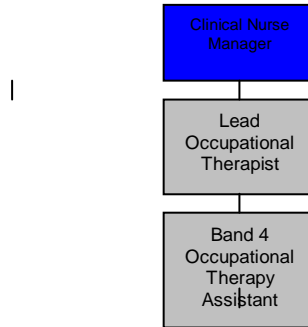 Clinical Nurse
Manager
Lead
Occupational
Therapist
Band 4
Occupational
Therapy
Assistant